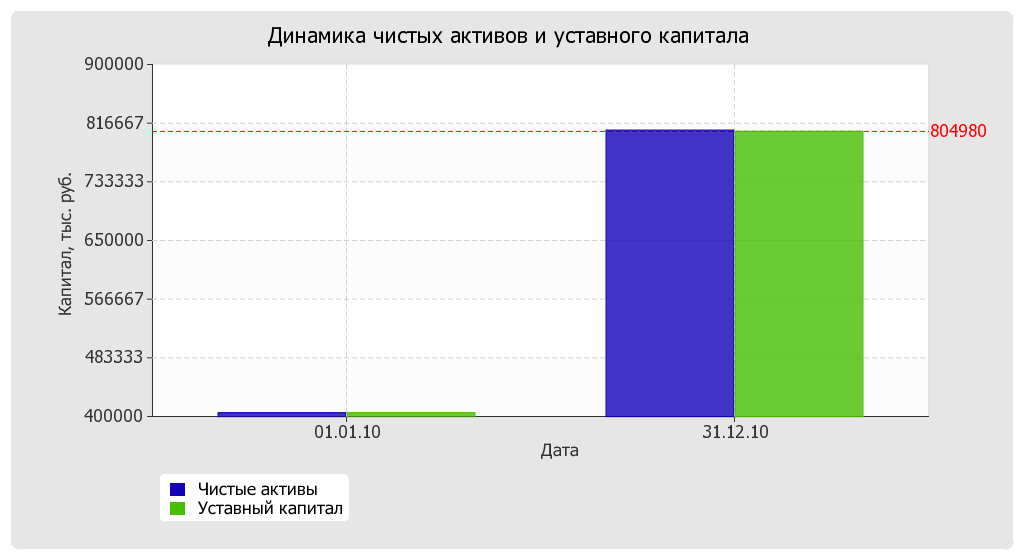 Динамика чистых активов и уставного капитала
900000
816667
804980
733333
650000
566667
483333
400000
Капитал, тыс. руб.
01.01.10
31.12.10
Дата
Чистые активы
Уставный капитал